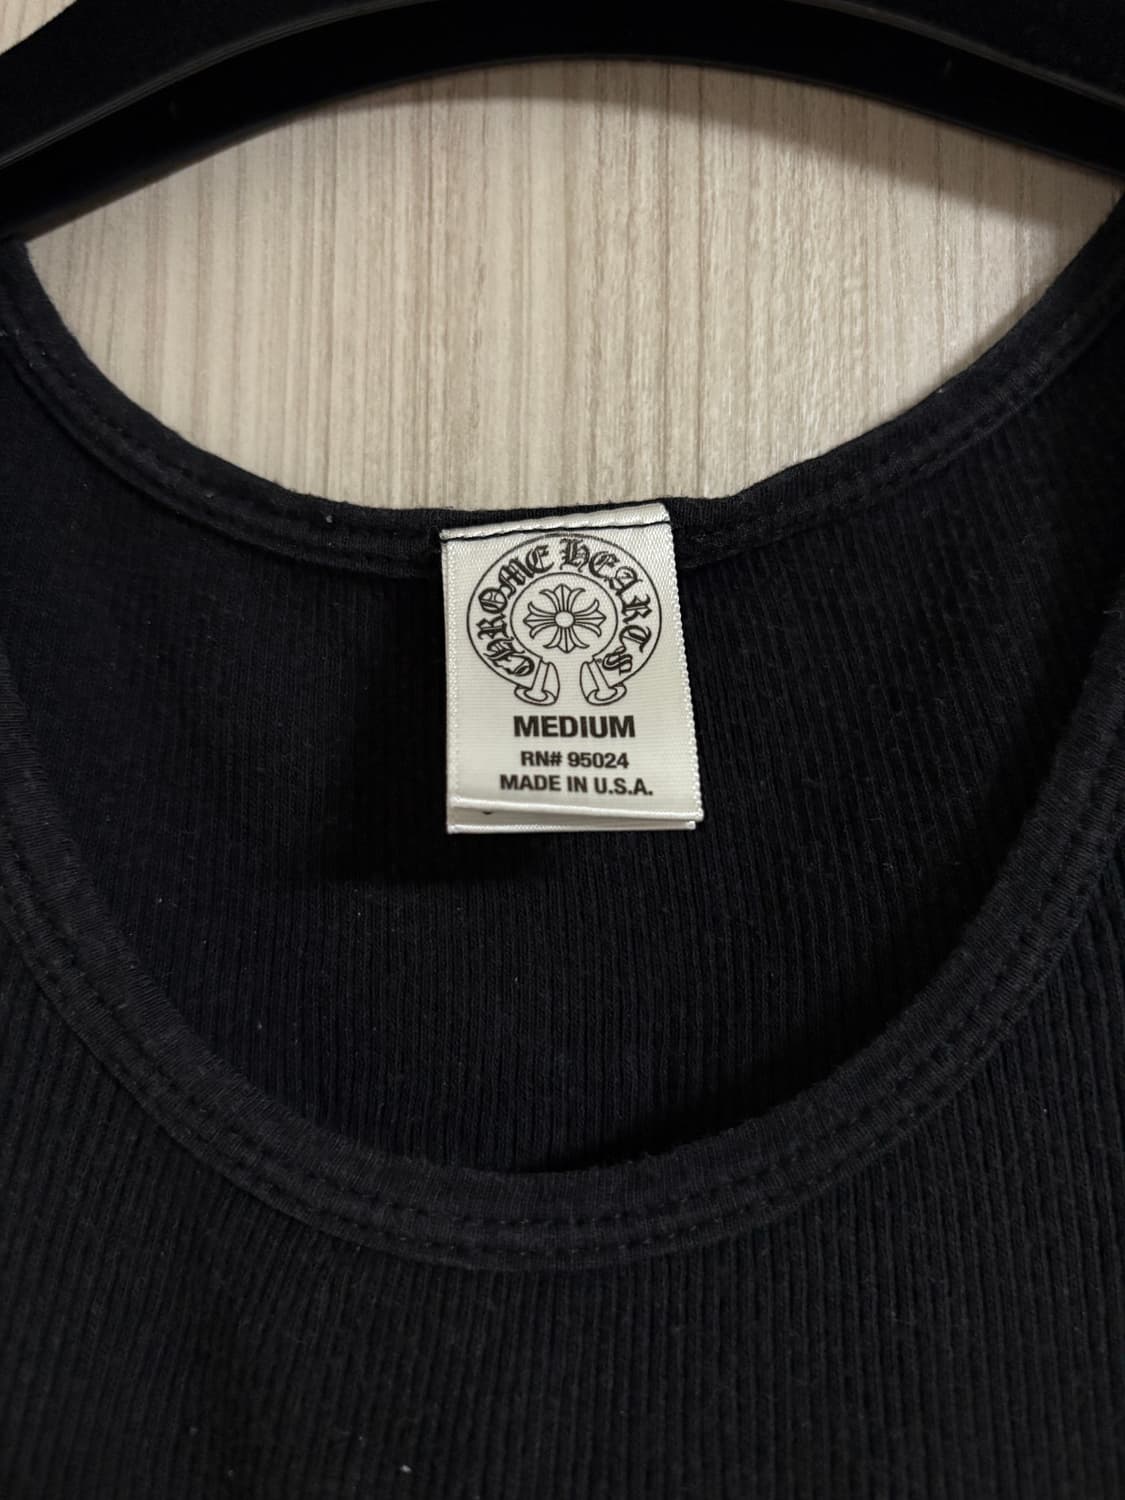 CHROME HEARTS
MEDIUM
RN# 95024
MADE IN U.S.A.